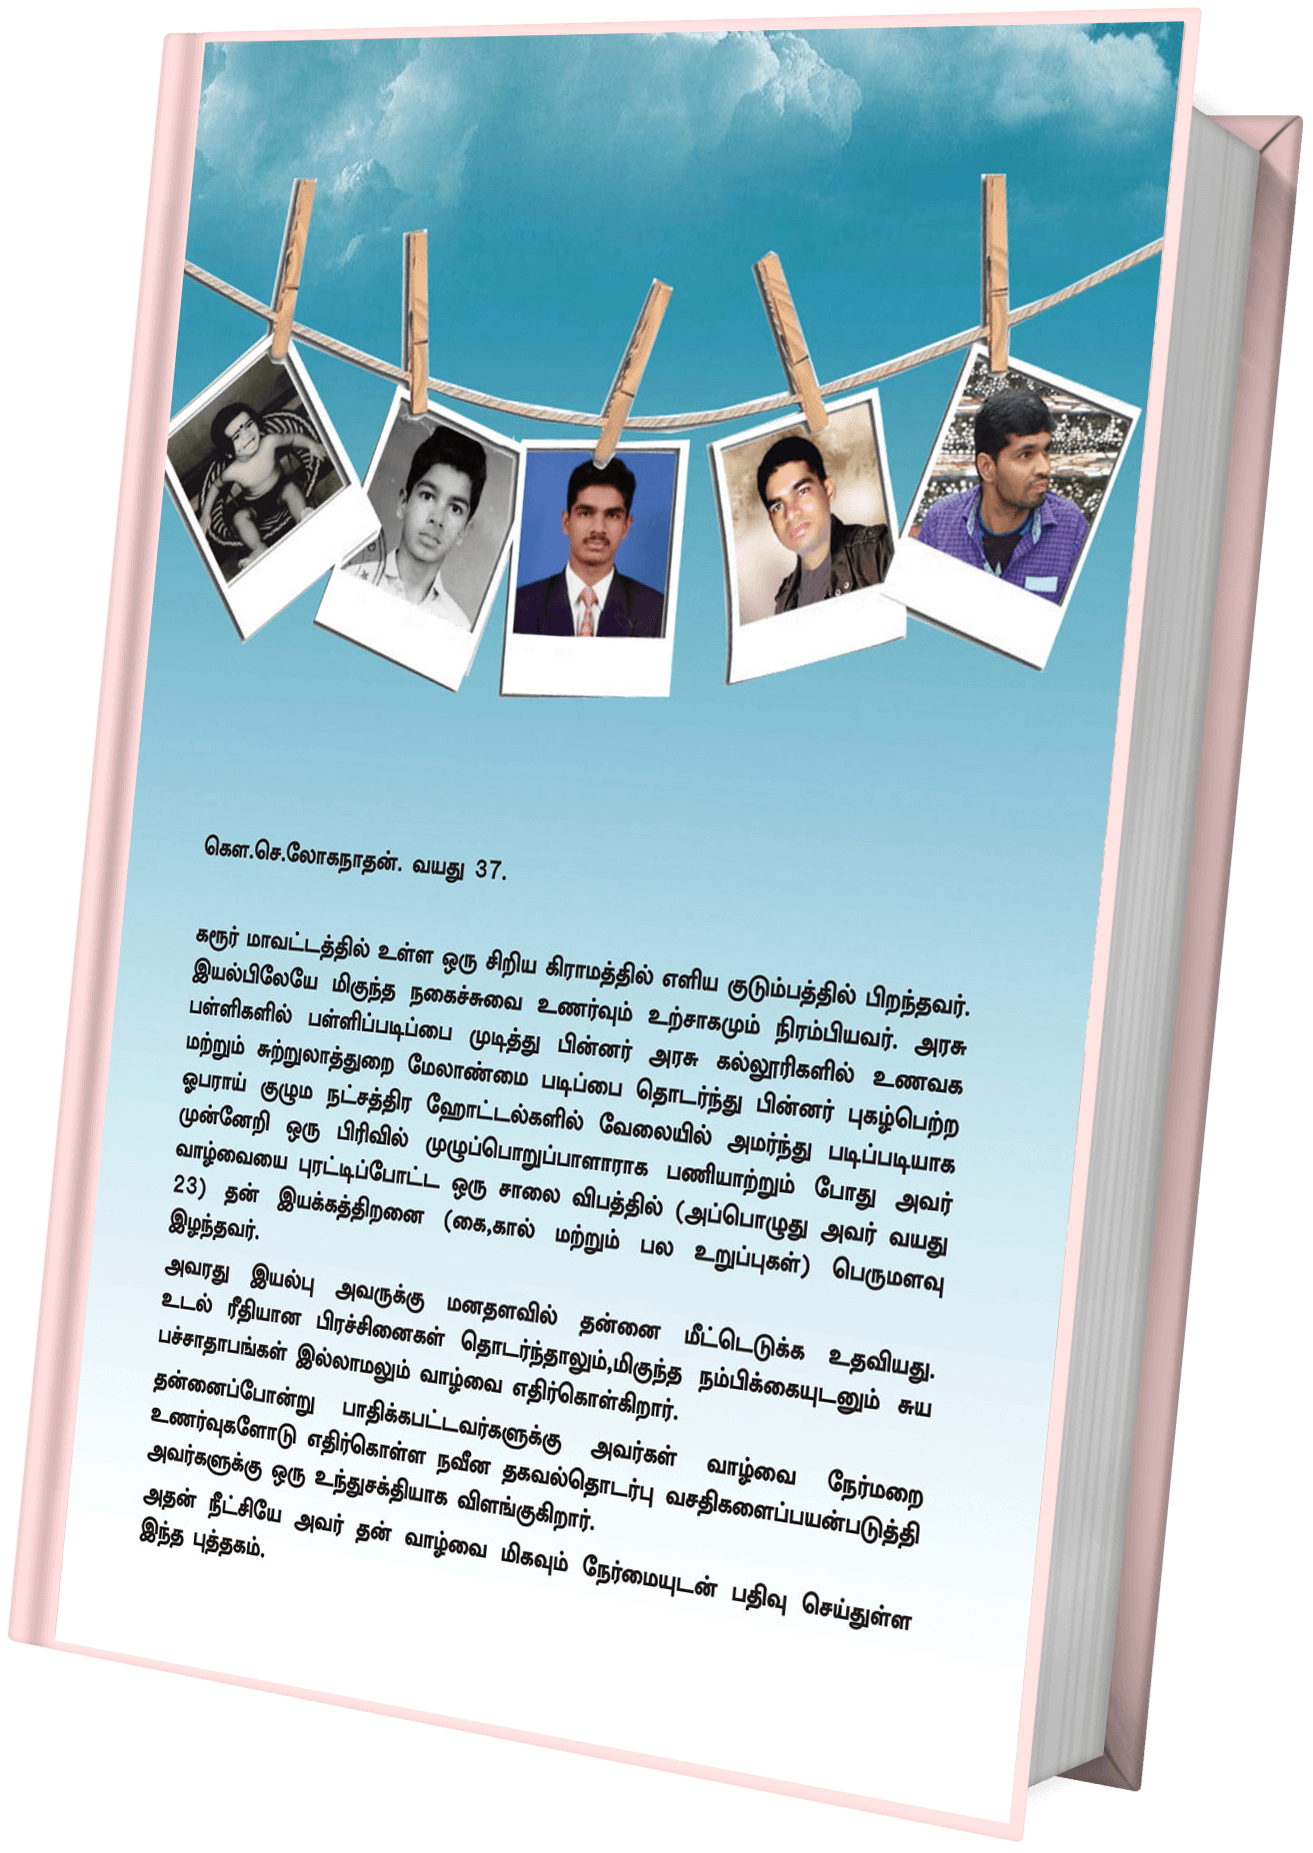 கௌ.செ.லோகநாதன். வயது 37.
கரூர் மாவட்டத்தில் உள்ள ஒரு சிறிய கிராமத்தில் எளிய குடும்பத்தில் பிறந்தவர்.
இயல்பிலேயே மிகுந்த நகைச்சுவை உணர்வும் உற்சாகமும் நிரம்பியவர். அரசு
பள்ளிகளில் பள்ளிப்படிப்பை முடித்து பின்னர் அரசு கல்லூரிகளில் உணவக
மற்றும் சுற்றுலாத்துறை மேலாண்மை படிப்பை தொடர்ந்து பின்னர் புகழ்பெற்ற
ஓபராய் குழும நட்சத்திர ஹோட்டல்களில் வேலையில் அமர்ந்து படிப்படியாக
முன்னேறி ஒரு பிரிவில் முழுப்பொறுப்பாளாராக பணியாற்றும் போது அவர்
வாழ்வையை புரட்டிப்போட்ட ஒரு சாலை விபத்தில் (அப்பொழுது அவர் வயது
23) தன் இயக்கத்திறனை (கை,கால் மற்றும் பல உறுப்புகள்) பெருமளவு
இழந்தவர்.
அவரது இயல்பு அவருக்கு மனதளவில் தன்னை மீட்டெடுக்க உதவியது.
உடல் ரீதியான பிரச்சினைகள் தொடர்ந்தாலும்,மிகுந்த நம்பிக்கையுடனும் சுய
பச்சாதாபங்கள் இல்லாமலும் வாழ்வை எதிர்கொள்கிறார்.
தன்னைப்போன்று பாதிக்கபட்டவர்களுக்கு அவர்கள் வாழ்வை நேர்மறை
உணர்வுகளோடு எதிர்கொள்ள நவீன தகவல்தொடர்பு வசதிகளைப்பயன்படுத்தி
அவர்களுக்கு ஒரு உந்துசக்தியாக விளங்குகிறார்.
அதன் நீட்சியே அவர் தன் வாழ்வை மிகவும் நேர்மையுடன் பதிவு செய்துள்ள
இந்த புத்தகம்.